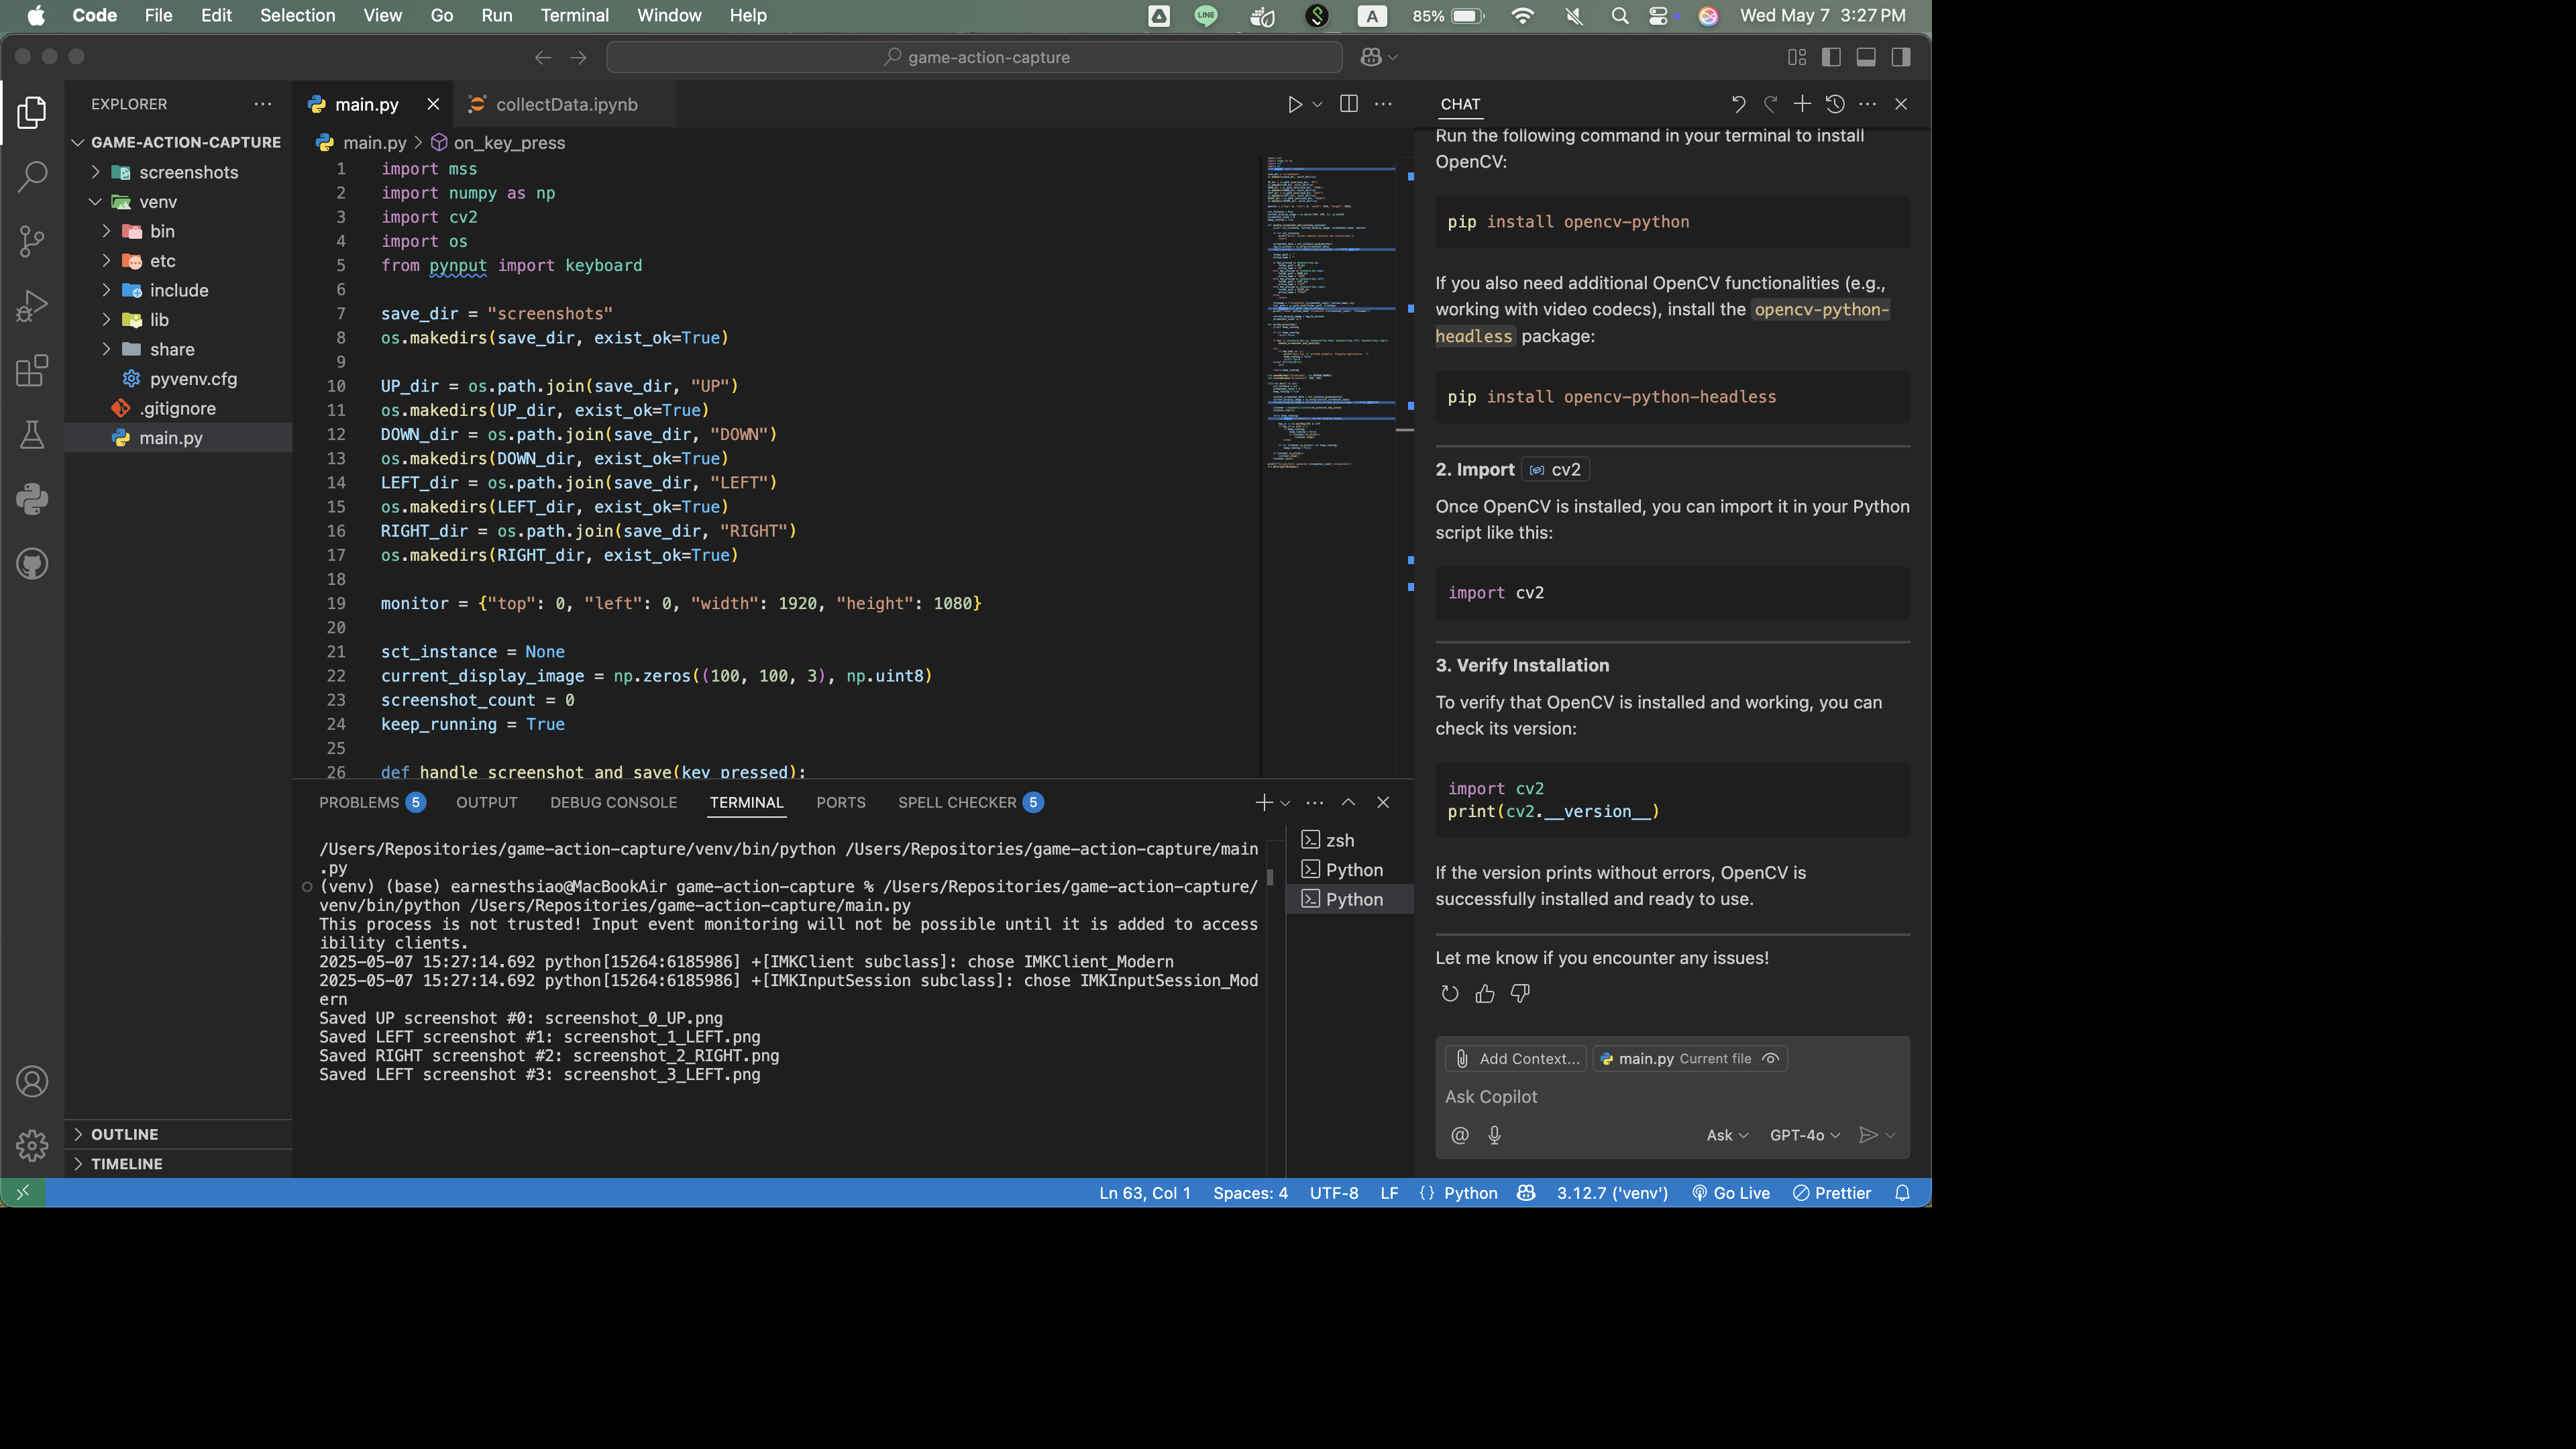 Code File Edit Selection View Go Run Terminal Window Help
LINE A 85% Wed May 7 3:27 PM
game-action-capture
EXPLORER
GAME-ACTION-CAPTURE
screenshots
venv
bin
etc
include
lib
share
pyvenv.cfg
.gitignore
main.py
OUTLINE
TIMELINE
main.py collectData.ipynb
main.py > on_key_press
1 import mss
2 import numpy as np
3 import cv2
4 import os
5 from pynput import keyboard
6
7 save_dir = "screenshots"
8 os.makedirs(save_dir, exist_ok=True)
9
10 UP_dir = os.path.join(save_dir, "UP")
11 os.makedirs(UP_dir, exist_ok=True)
12 DOWN_dir = os.path.join(save_dir, "DOWN")
13 os.makedirs(DOWN_dir, exist_ok=True)
14 LEFT_dir = os.path.join(save_dir, "LEFT")
15 os.makedirs(LEFT_dir, exist_ok=True)
16 RIGHT_dir = os.path.join(save_dir, "RIGHT")
17 os.makedirs(RIGHT_dir, exist_ok=True)
18
19 monitor = {"top": 0, "left": 0, "width": 1920, "height": 1080}
20
21 sct_instance = None
22 current_display_image = np.zeros((100, 100, 3), np.uint8)
23 screenshot_count = 0
24 keep_running = True
25
26 def handle_screenshot_and_save(key_pressed):
PROBLEMS 5 OUTPUT DEBUG CONSOLE TERMINAL PORTS SPELL CHECKER 5
/Users/Repositories/game-action-capture/venv/bin/python /Users/Repositories/game-action-capture/main
.py
(venv) (base) earnesthsiao@MacBookAir game-action-capture % /Users/Repositories/game-action-capture/
venv/bin/python /Users/Repositories/game-action-capture/main.py
This process is not trusted! Input event monitoring will not be possible until it is added to access
ibility clients.
2025-05-07 15:27:14.692 python[15264:6185986] +[IMKClient subclass]: chose IMKClient_Modern
2025-05-07 15:27:14.692 python[15264:6185986] +[IMKInputSession subclass]: chose IMKInputSession_Mod
ern
Saved UP screenshot #0: screenshot_0_UP.png
Saved LEFT screenshot #1: screenshot_1_LEFT.png
Saved RIGHT screenshot #2: screenshot_2_RIGHT.png
Saved LEFT screenshot #3: screenshot_3_LEFT.png
zsh
Python
Python
CHAT
Run the following command in your terminal to install
OpenCV:
pip install opencv-python
If you also need additional OpenCV functionalities (e.g.,
working with video codecs), install the opencv-python-
headless package:
pip install opencv-python-headless
2. Import cv2
Once OpenCV is installed, you can import it in your Python
script like this:
import cv2
3. Verify Installation
To verify that OpenCV is installed and working, you can
check its version:
import cv2
print(cv2.__version__)
If the version prints without errors, OpenCV is
successfully installed and ready to use.
Let me know if you encounter any issues!
Add Context... main.py Current file
Ask Copilot
@ Ask GPT-4o
Ln 63, Col 1 Spaces: 4 UTF-8 LF {} Python 3.12.7 ('venv') Go Live Prettier